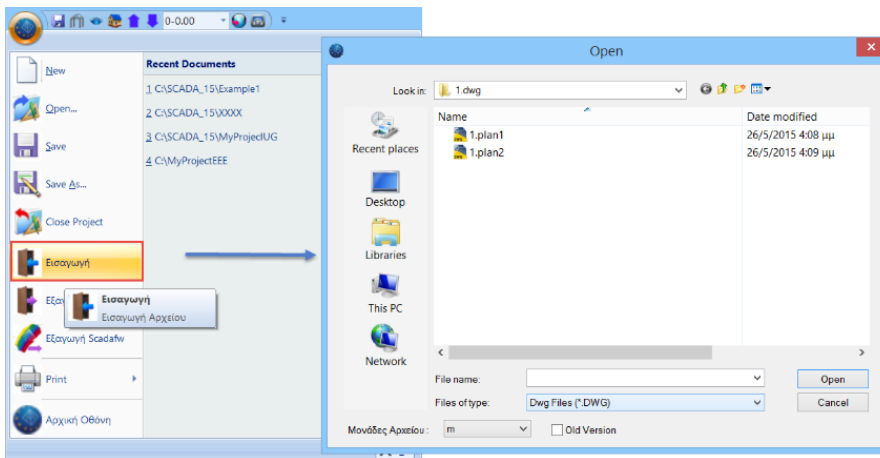 0-0.00
New
Open...
Save
Save As...
Close Project
Εισαγωγή
Εξα
Εξαγωγή Scadafw
Print
Αρχική Οθόνη
Recent Documents
1 C:\SCADA_15\Example1
2 C:\SCADA_15\XXXX
3 C:\SCADA_15\MyProjectUG
4 C:\MyProjectEEE
Εισαγωγή
Εισαγωγή Αρχείου
Open
Look in: 1.dwg
Name Date modified
1.plan1 26/5/2015 4:08 μμ
1.plan2 26/5/2015 4:09 μμ
Recent places
Desktop
Libraries
This PC
Network
File name: Open
Files of type: Dwg Files (*.DWG) Cancel
Μονάδες Αρχείου : m Old Version